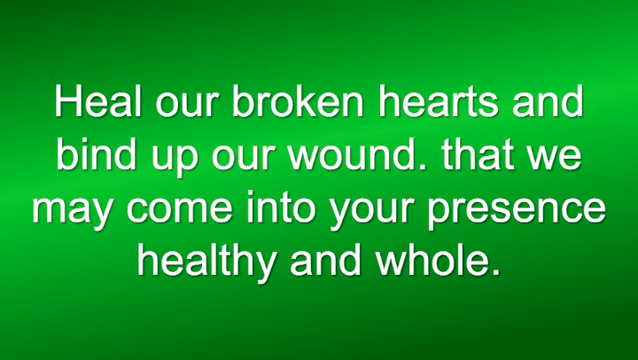 Heal our broken hearts and
bind up our wound. that we
may come into your presence
healthy and whole.